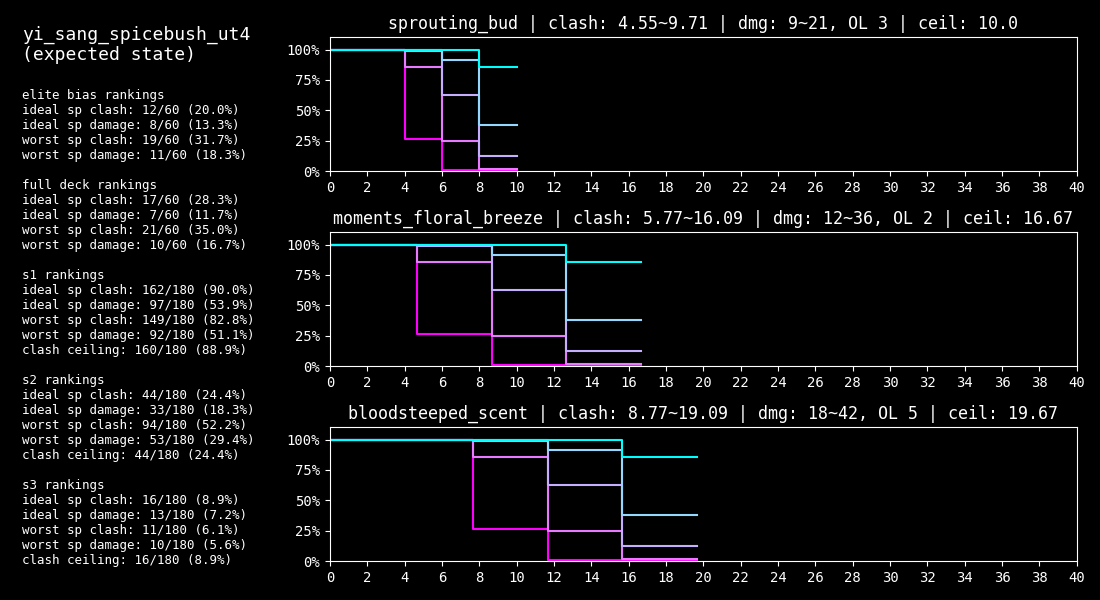 yi_sang_spicebush_ut4
(expected state)
elite bias rankings
ideal sp clash: 12/60 (20.0%)
ideal sp damage: 8/60 (13.3%)
worst sp clash: 19/60 (31.7%)
worst sp damage: 11/60 (18.3%)
full deck rankings
ideal sp clash: 17/60 (28.3%)
ideal sp damage: 7/60 (11.7%)
worst sp clash: 21/60 (35.0%)
worst sp damage: 10/60 (16.7%)
s1 rankings
ideal sp clash: 162/180 (90.0%)
ideal sp damage: 97/180 (53.9%)
worst sp clash: 149/180 (82.8%)
worst sp damage: 92/180 (51.1%)
clash ceiling: 160/180 (88.9%)
s2 rankings
ideal sp clash: 44/180 (24.4%)
ideal sp damage: 33/180 (18.3%)
worst sp clash: 94/180 (52.2%)
worst sp damage: 53/180 (29.4%)
clash ceiling: 44/180 (24.4%)
s3 rankings
ideal sp clash: 16/180 (8.9%)
ideal sp damage: 13/180 (7.2%)
worst sp clash: 11/180 (6.1%)
worst sp damage: 10/180 (5.6%)
clash ceiling: 16/180 (8.9%)
sprouting_bud | clash: 4.55~9.71 | dmg: 9~21, OL 3 | ceil: 10.0
100%
75%
50%
25%
0%
0 2 4 6 8 10 12 14 16 18 20 22 24 26 28 30 32 34 36 38 40
moments_floral_breeze | clash: 5.77~16.09 | dmg: 12~36, OL 2 | ceil: 16.67
100%
75%
50%
25%
0%
0 2 4 6 8 10 12 14 16 18 20 22 24 26 28 30 32 34 36 38 40
bloodsteeped_scent | clash: 8.77~19.09 | dmg: 18~42, OL 5 | ceil: 19.67
100%
75%
50%
25%
0%
0 2 4 6 8 10 12 14 16 18 20 22 24 26 28 30 32 34 36 38 40